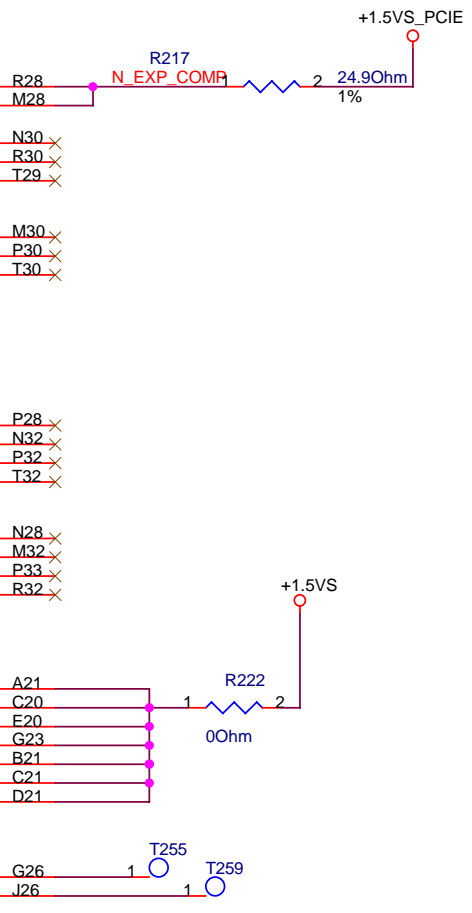 +1.5VS_PCIE
R217
R28 N_EXP_COMP 1 2 24.9Ohm
M28 1%
N30
R30
T29
M30
P30
T30
P28
N32
P32
T32
N28
M32
P33
R32
+1.5VS
A21 R222
C20 1 2
E20 0Ohm
G23
B21
C21
D21
T255
G26 1 T259
J26 1